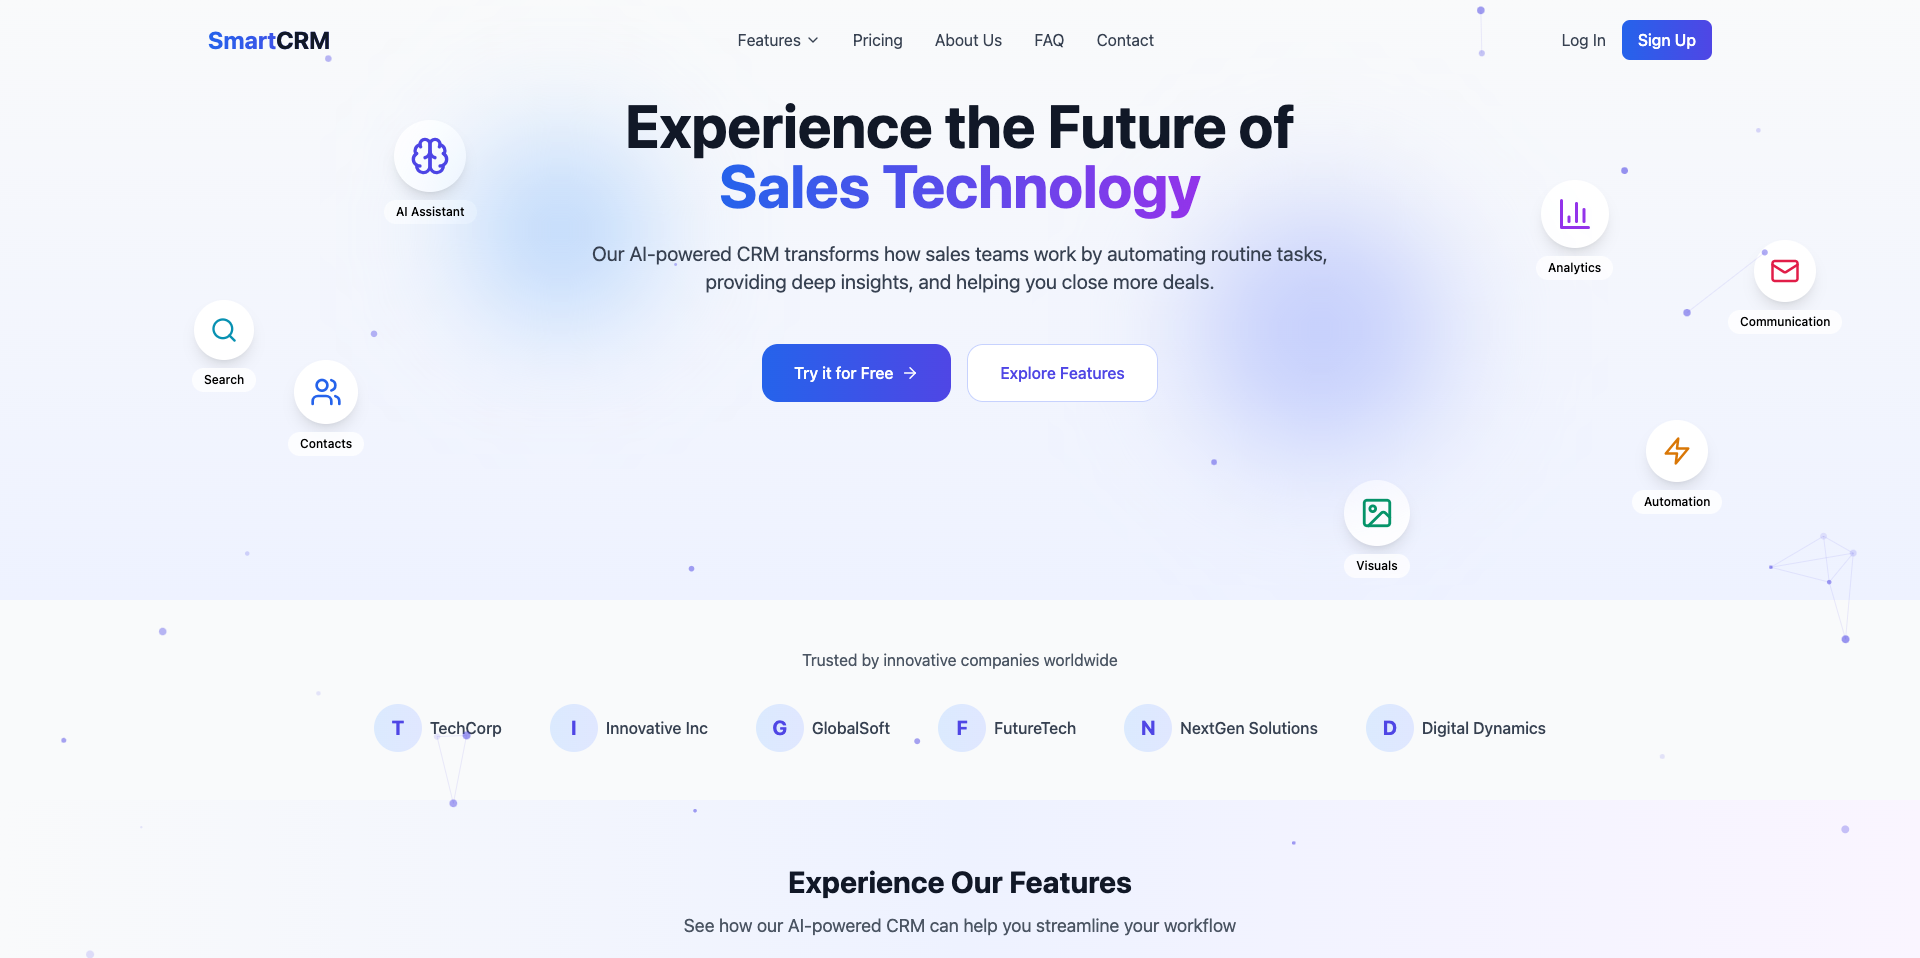 SmartCRM
Features
Pricing
About Us
FAQ
Contact
Log In
Sign Up
Experience the Future of
Sales Technology
Our AI-powered CRM transforms how sales teams work by automating routine tasks,
providing deep insights, and helping you close more deals.
Try it for Free
Explore Features
AI Assistant
Search
Contacts
Analytics
Communication
Automation
Visuals
Trusted by innovative companies worldwide
T TechCorp
I Innovative Inc
G GlobalSoft
F FutureTech
N NextGen Solutions
D Digital Dynamics
Experience Our Features
See how our AI-powered CRM can help you streamline your workflow